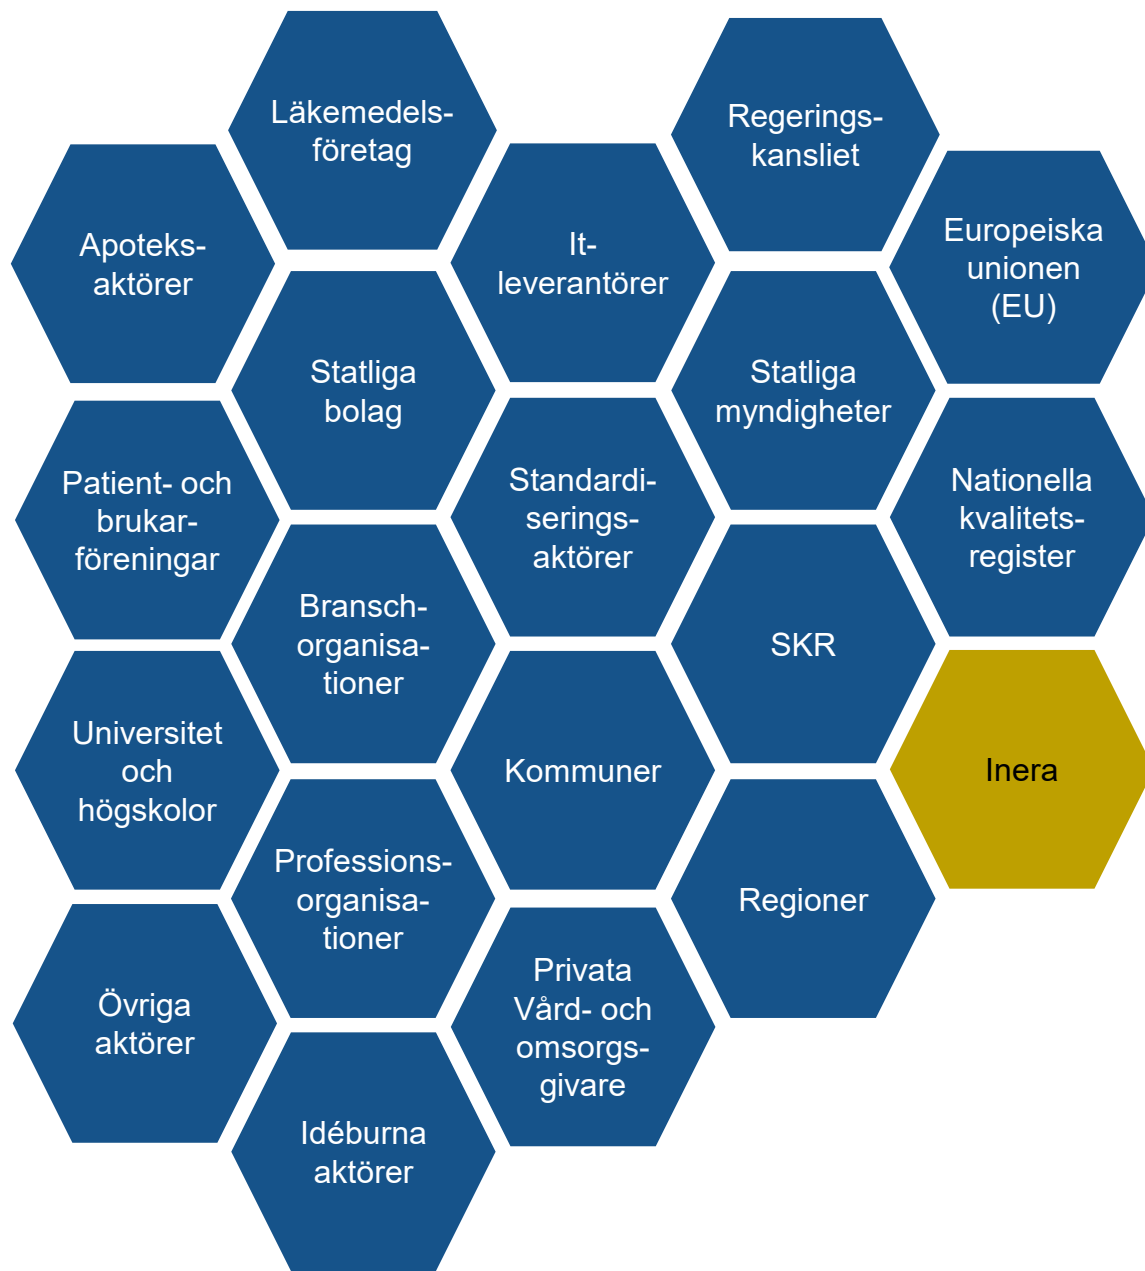 Läkemedels-
företag
Regerings-
kansliet
Apoteks-
aktörer
It-
leverantörer
Europeiska
unionen
(EU)
Statliga
bolag
Statliga
myndigheter
Patient- och
brukar-
föreningar
Standardi-
serings-
aktörer
Nationella
kvalitets-
register
Bransch-
organisa-
tioner
SKR
Universitet
och
högskolor
Kommuner
Inera
Professions-
organisa-
tioner
Regioner
Övriga
aktörer
Privata
Vård- och
omsorgs-
givare
Idéburna
aktörer